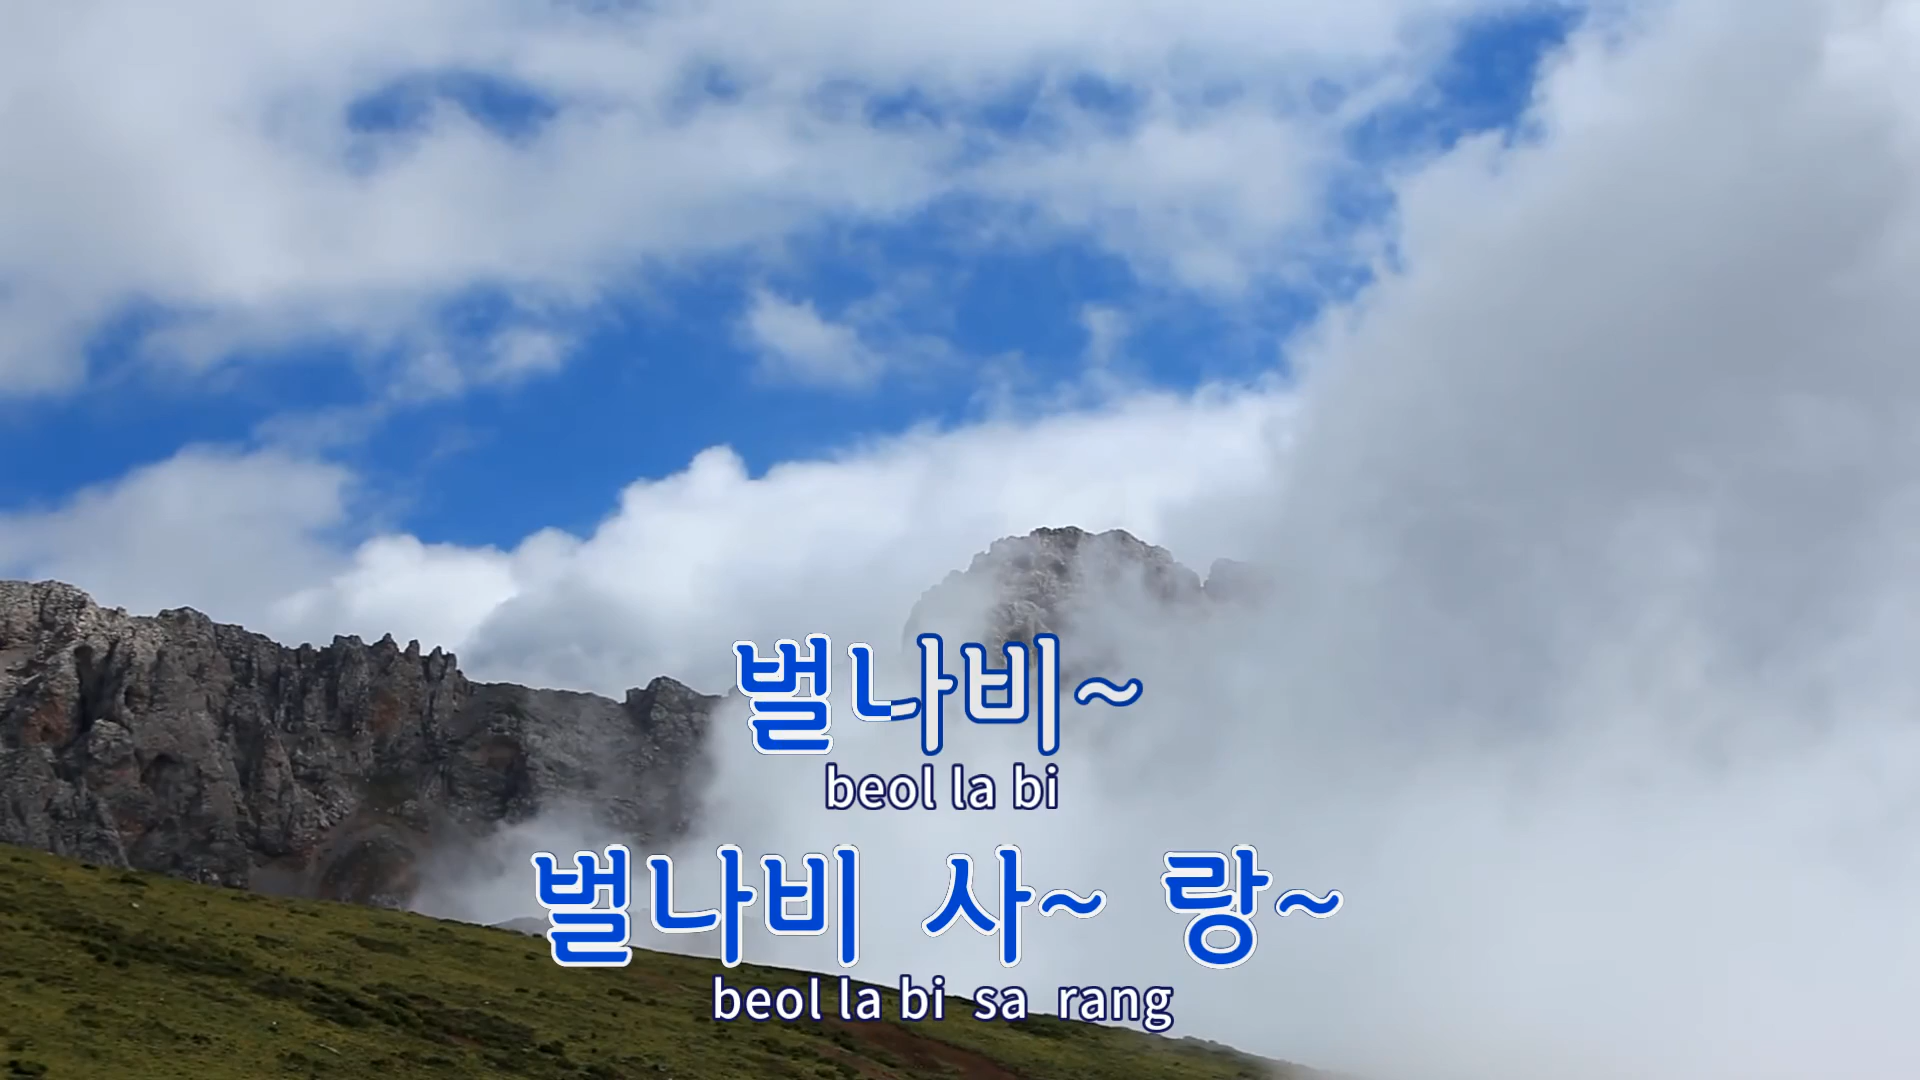 벌나비~
beol la bi
벌나비 사~ 랑~
beol la bi sa rang